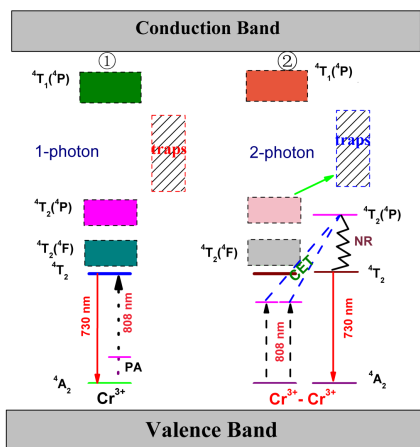 Conduction Band
① ②
⁴T₁(⁴P) ⁴T₁(⁴P)
traps traps
1-photon 2-photon
⁴T₂(⁴P) ⁴T₂(⁴P)
⁴T₂(⁴F) ⁴T₂(⁴F) CET NR
⁴T₂ ⁴T₂
730 nm 808 nm 808 nm 730 nm
PA
⁴A₂ ⁴A₂
Cr³⁺ Cr³⁺- Cr³⁺
Valence Band